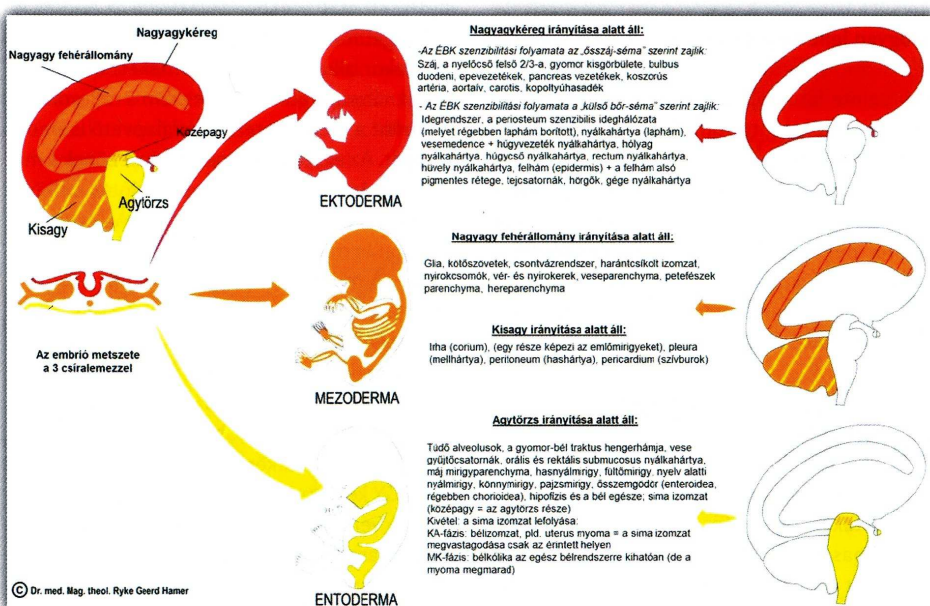 Nagyagykéreg
Nagyagy fehérállomány
Középagy
Agytörzs
Kisagy
Az embrió metszete
a 3 csíralemezzel
EKTODERMA
MEZODERMA
ENTODERMA
Nagyagykéreg irányítása alatt áll:
-Az ÉBK szenzibilitási folyamata az „ősszáj-séma" szerint zajlik:
Száj, a nyelőcső felső 2/3-a, gyomor kisgörbülete, bulbus
duodeni, epevezetékek, pancreas vezetékek, koszorús
artéria, aortaív, carotis, kopoltyúhasadék
- Az ÉBK szenzibilitási folyamata a „külső bőr-séma" szerint zajlik:
Idegrendszer, a periosteum szenzibilis ideghálózata
(melyet régebben laphám borított), nyálkahártya (laphám),
vesemedence + húgyvezeték nyálkahártya, hólyag
nyálkahártya, húgycső nyálkahártya, rectum nyálkahártya,
hüvely nyálkahártya, felhám (epidermis) + a felhám alsó
pigmentes rétege, tejcsatornák, hörgők, gége nyálkahártya
Nagyagy fehérállomány irányítása alatt áll:
Glia, kötőszövetek, csontvázrendszer, harántcsíkolt izomzat,
nyirokcsomók, vér- és nyirokerek, veseparenchyma, petefészek
parenchyma, hereparenchyma
Kisagy irányítása alatt áll:
Irha (corium), (egy része képezi az emlőmirigyeket), pleura
(mellhártya), peritoneum (hashártya), pericardium (szívburok)
Agytörzs irányítása alatt áll:
Tüdő alveolusok, a gyomor-bél traktus hengerhámja, vese
gyűjtőcsatornák, orális és rektális submucosus nyálkahártya,
máj mirigyparenchyma, hasnyálmirigy, fültőmirigy, nyelv alatti
nyálmirigy, könnymirigy, pajzsmirigy, ősszemgödör (enteroidea,
régebben chorioidea), hipofízis és a bél egésze; sima izomzat
(középagy = az agytörzs része)
Kivétel: a sima izomzat lefolyása:
KA-fázis: bélizomzat, pld. uterus myoma = a sima izomzat
megvastagodása csak az érintett helyen
MK-fázis: bélkólika az egész bélrendszerre kihatóan (de a
myoma megmarad)
© Dr. med. Mag. theol. Ryke Geerd Hamer